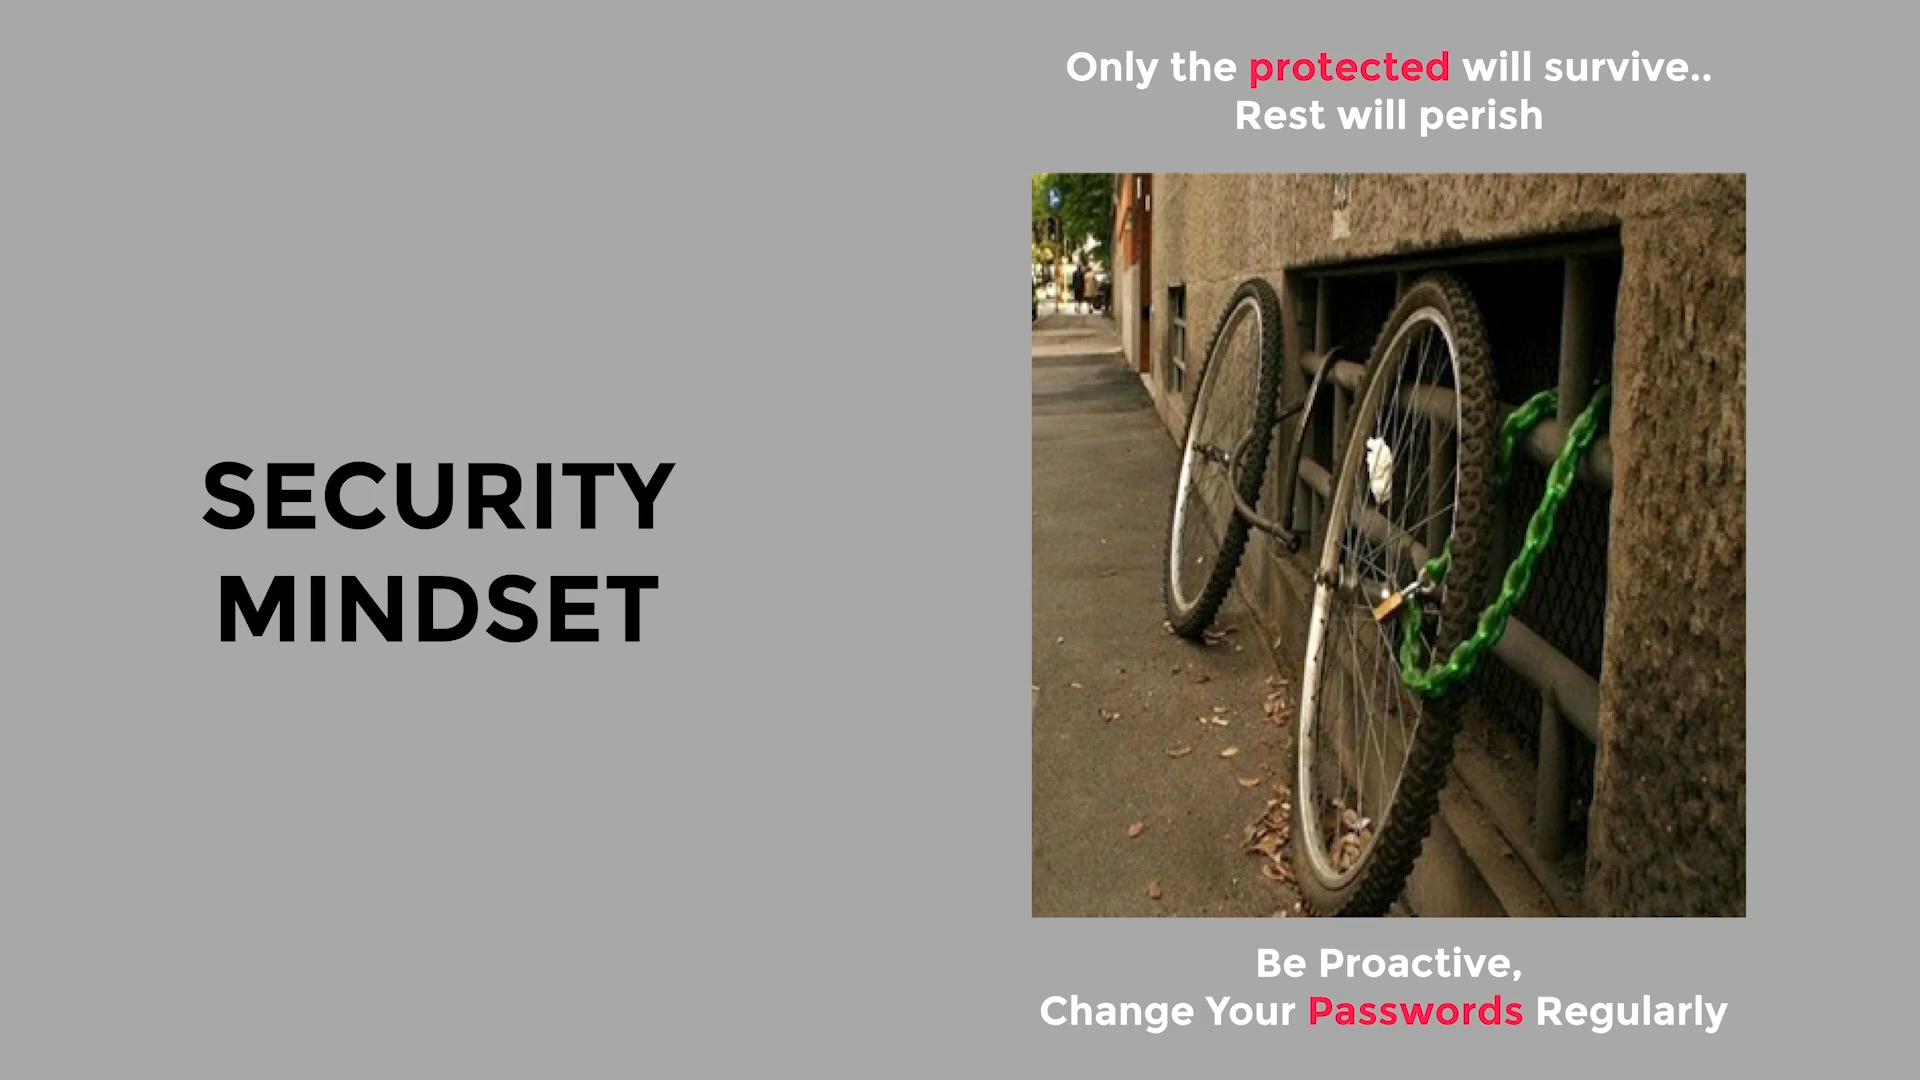 SECURITY
MINDSET
Only the protected will survive..
Rest will perish
Be Proactive,
Change Your Passwords Regularly